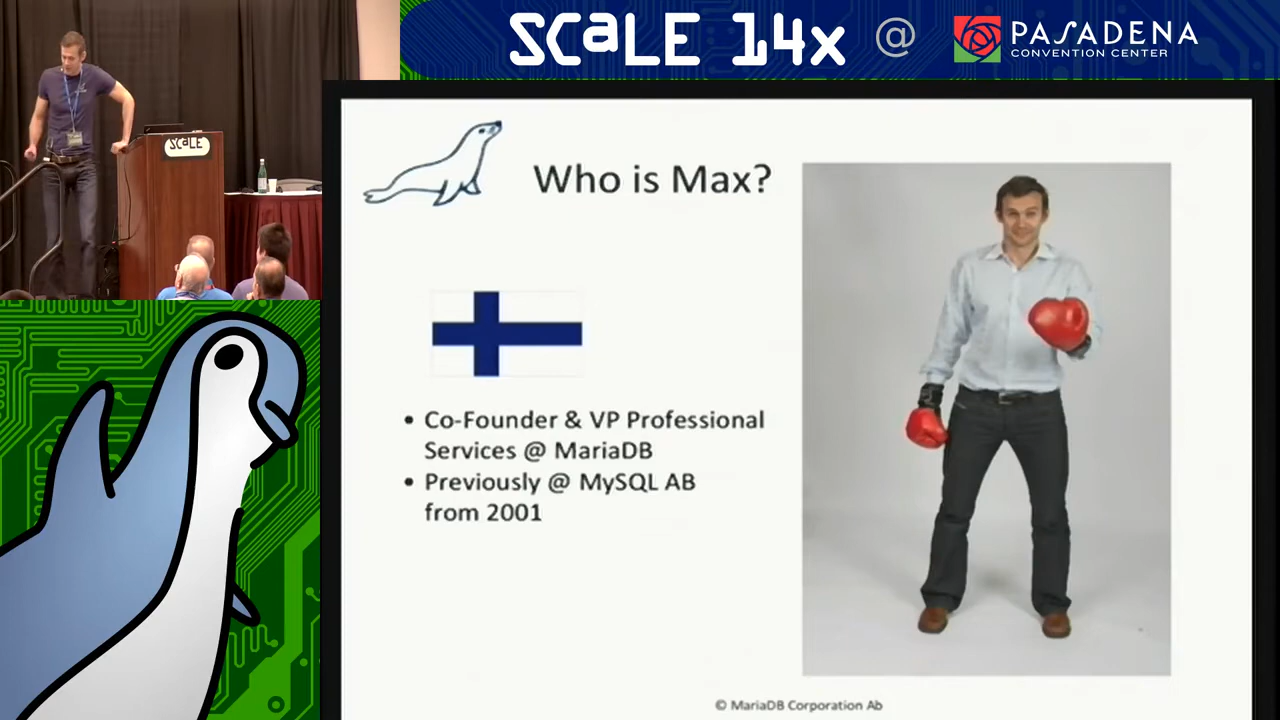 SCaLE 14x @ PASADENA
CONVENTION CENTER
SCaLE
Who is Max?
• Co-Founder & VP Professional
Services @ MariaDB
• Previously @ MySQL AB
from 2001
© MariaDB Corporation Ab